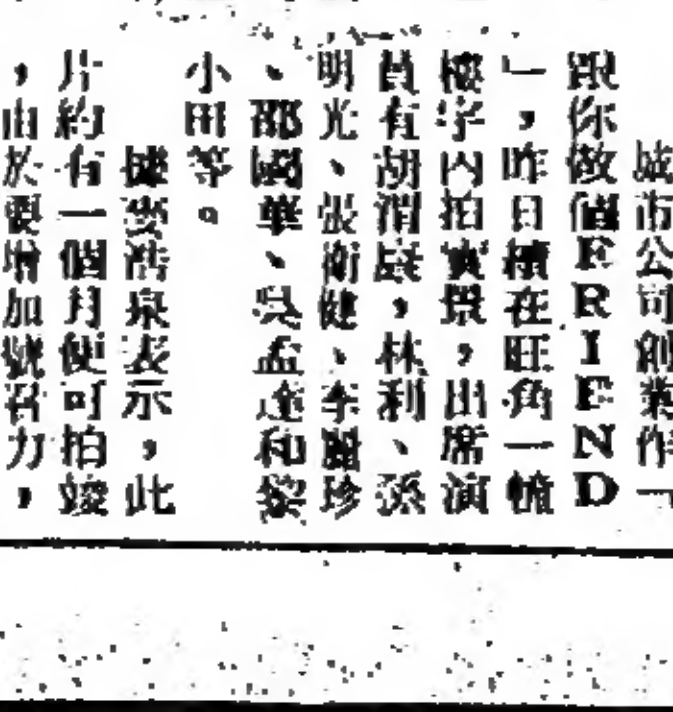 城市公司創業作「
跟你做個ERIEND
」，昨日續在旺角一幢
樓宇內拍實景，出席演
員有胡渭康，林利、孫
明光、張衛健、李麗珍
、邵國華、吳孟達和黎
小田等。
據麥浩泉表示，此
片約有一個月便可拍竣
，由於要增加號召力，